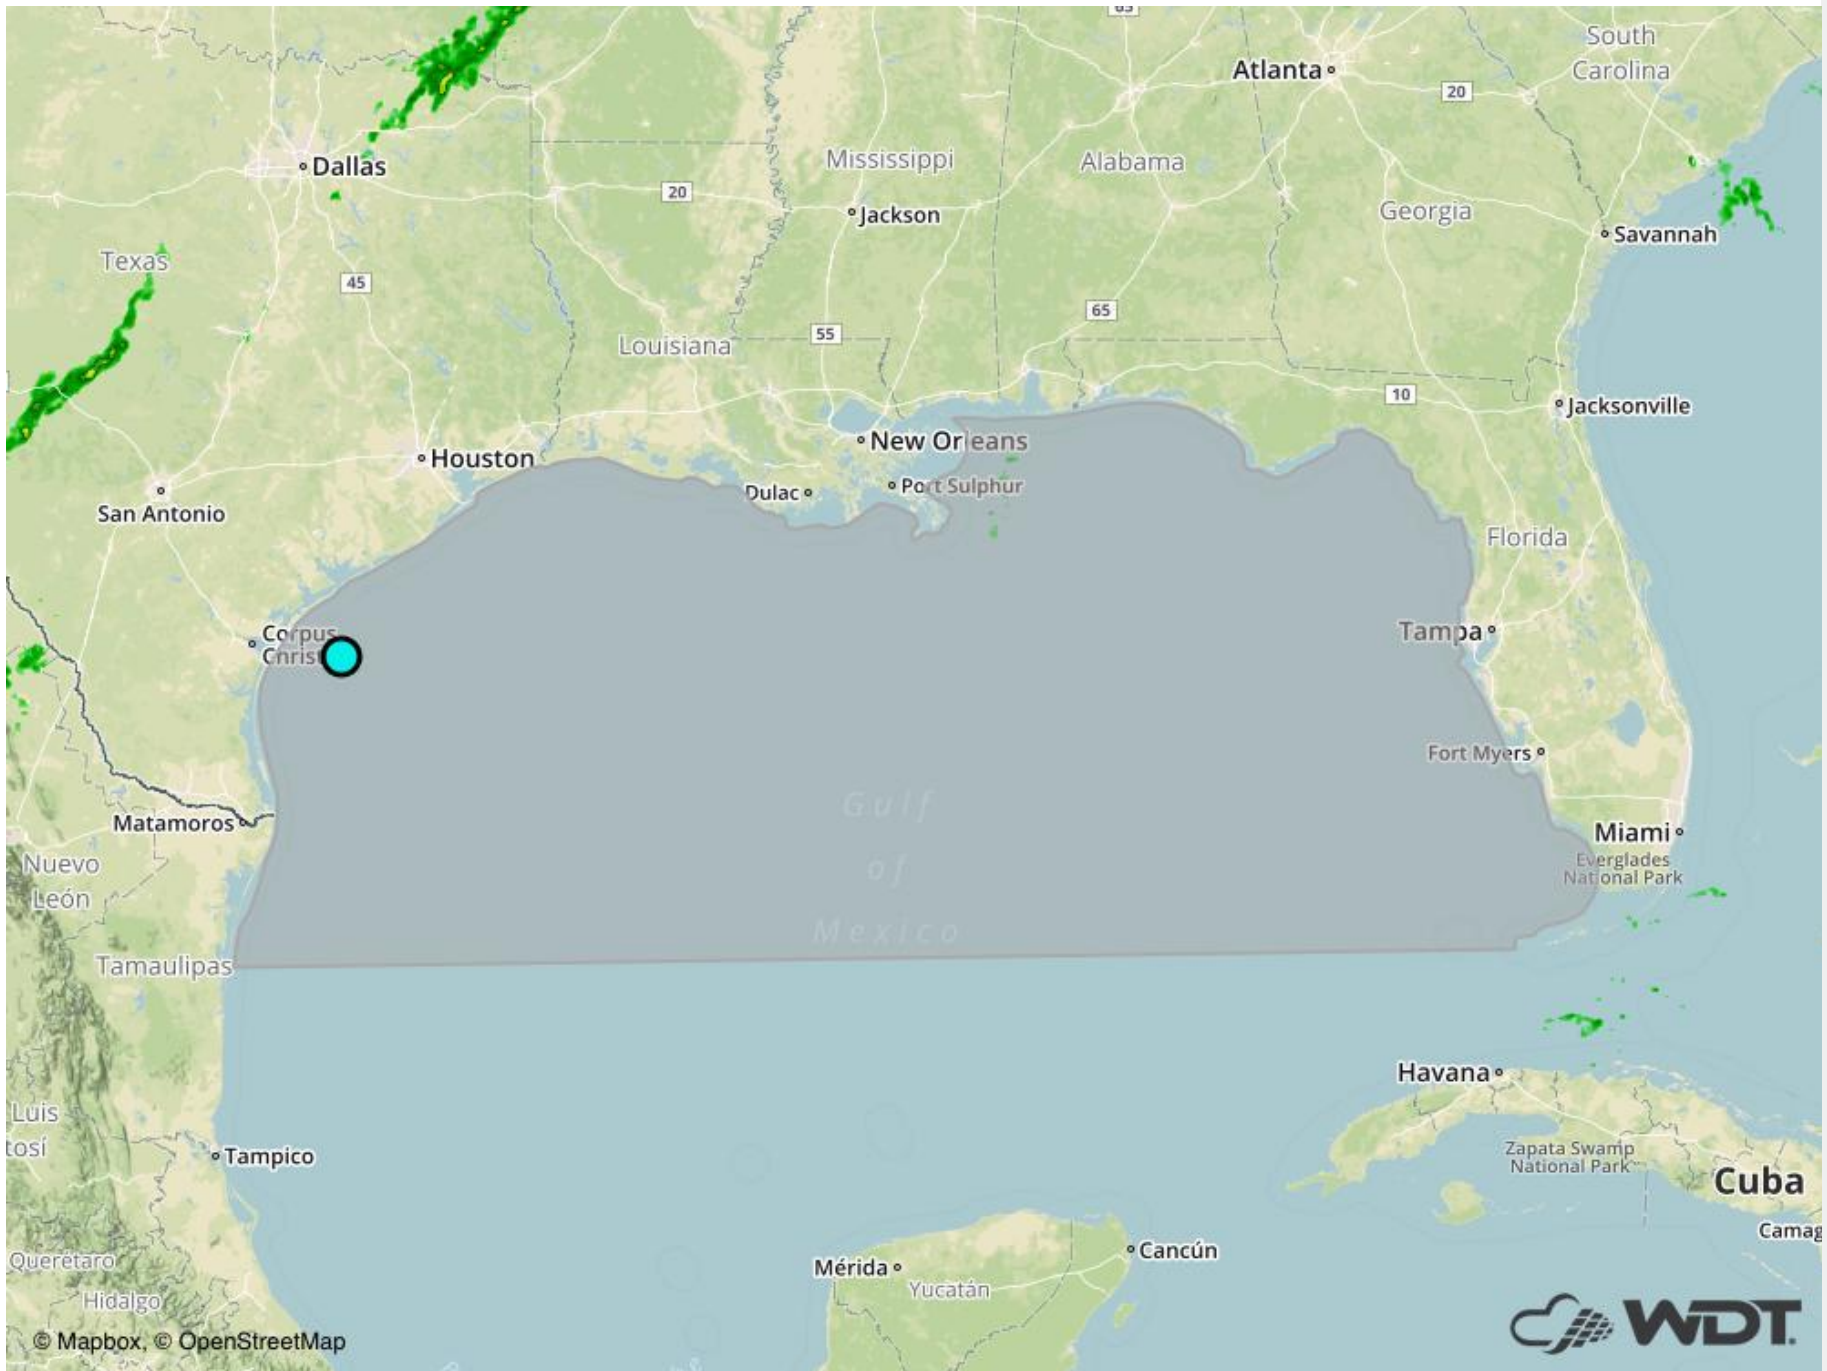 65
Atlanta
South
Carolina
20
Dallas
Mississippi
Alabama
20
Jackson
Georgia
Savannah
Texas
45
65
55
Louisiana
10
Jacksonville
New Orleans
Houston
Dulac
Port Sulphur
San Antonio
Florida
Corpus
Christ
Tampa
Fort Myers
Gulf
of
Mexico
Matamoros
Miami
Everglades
National Park
Nuevo
León
Tamaulipas
Havana
Luis
tosí
Tampico
Zapata Swamp
National Park
Cuba
Camag
Querétaro
Mérida
Cancún
Yucatán
Hidalgo
© Mapbox, © OpenStreetMap
WDT